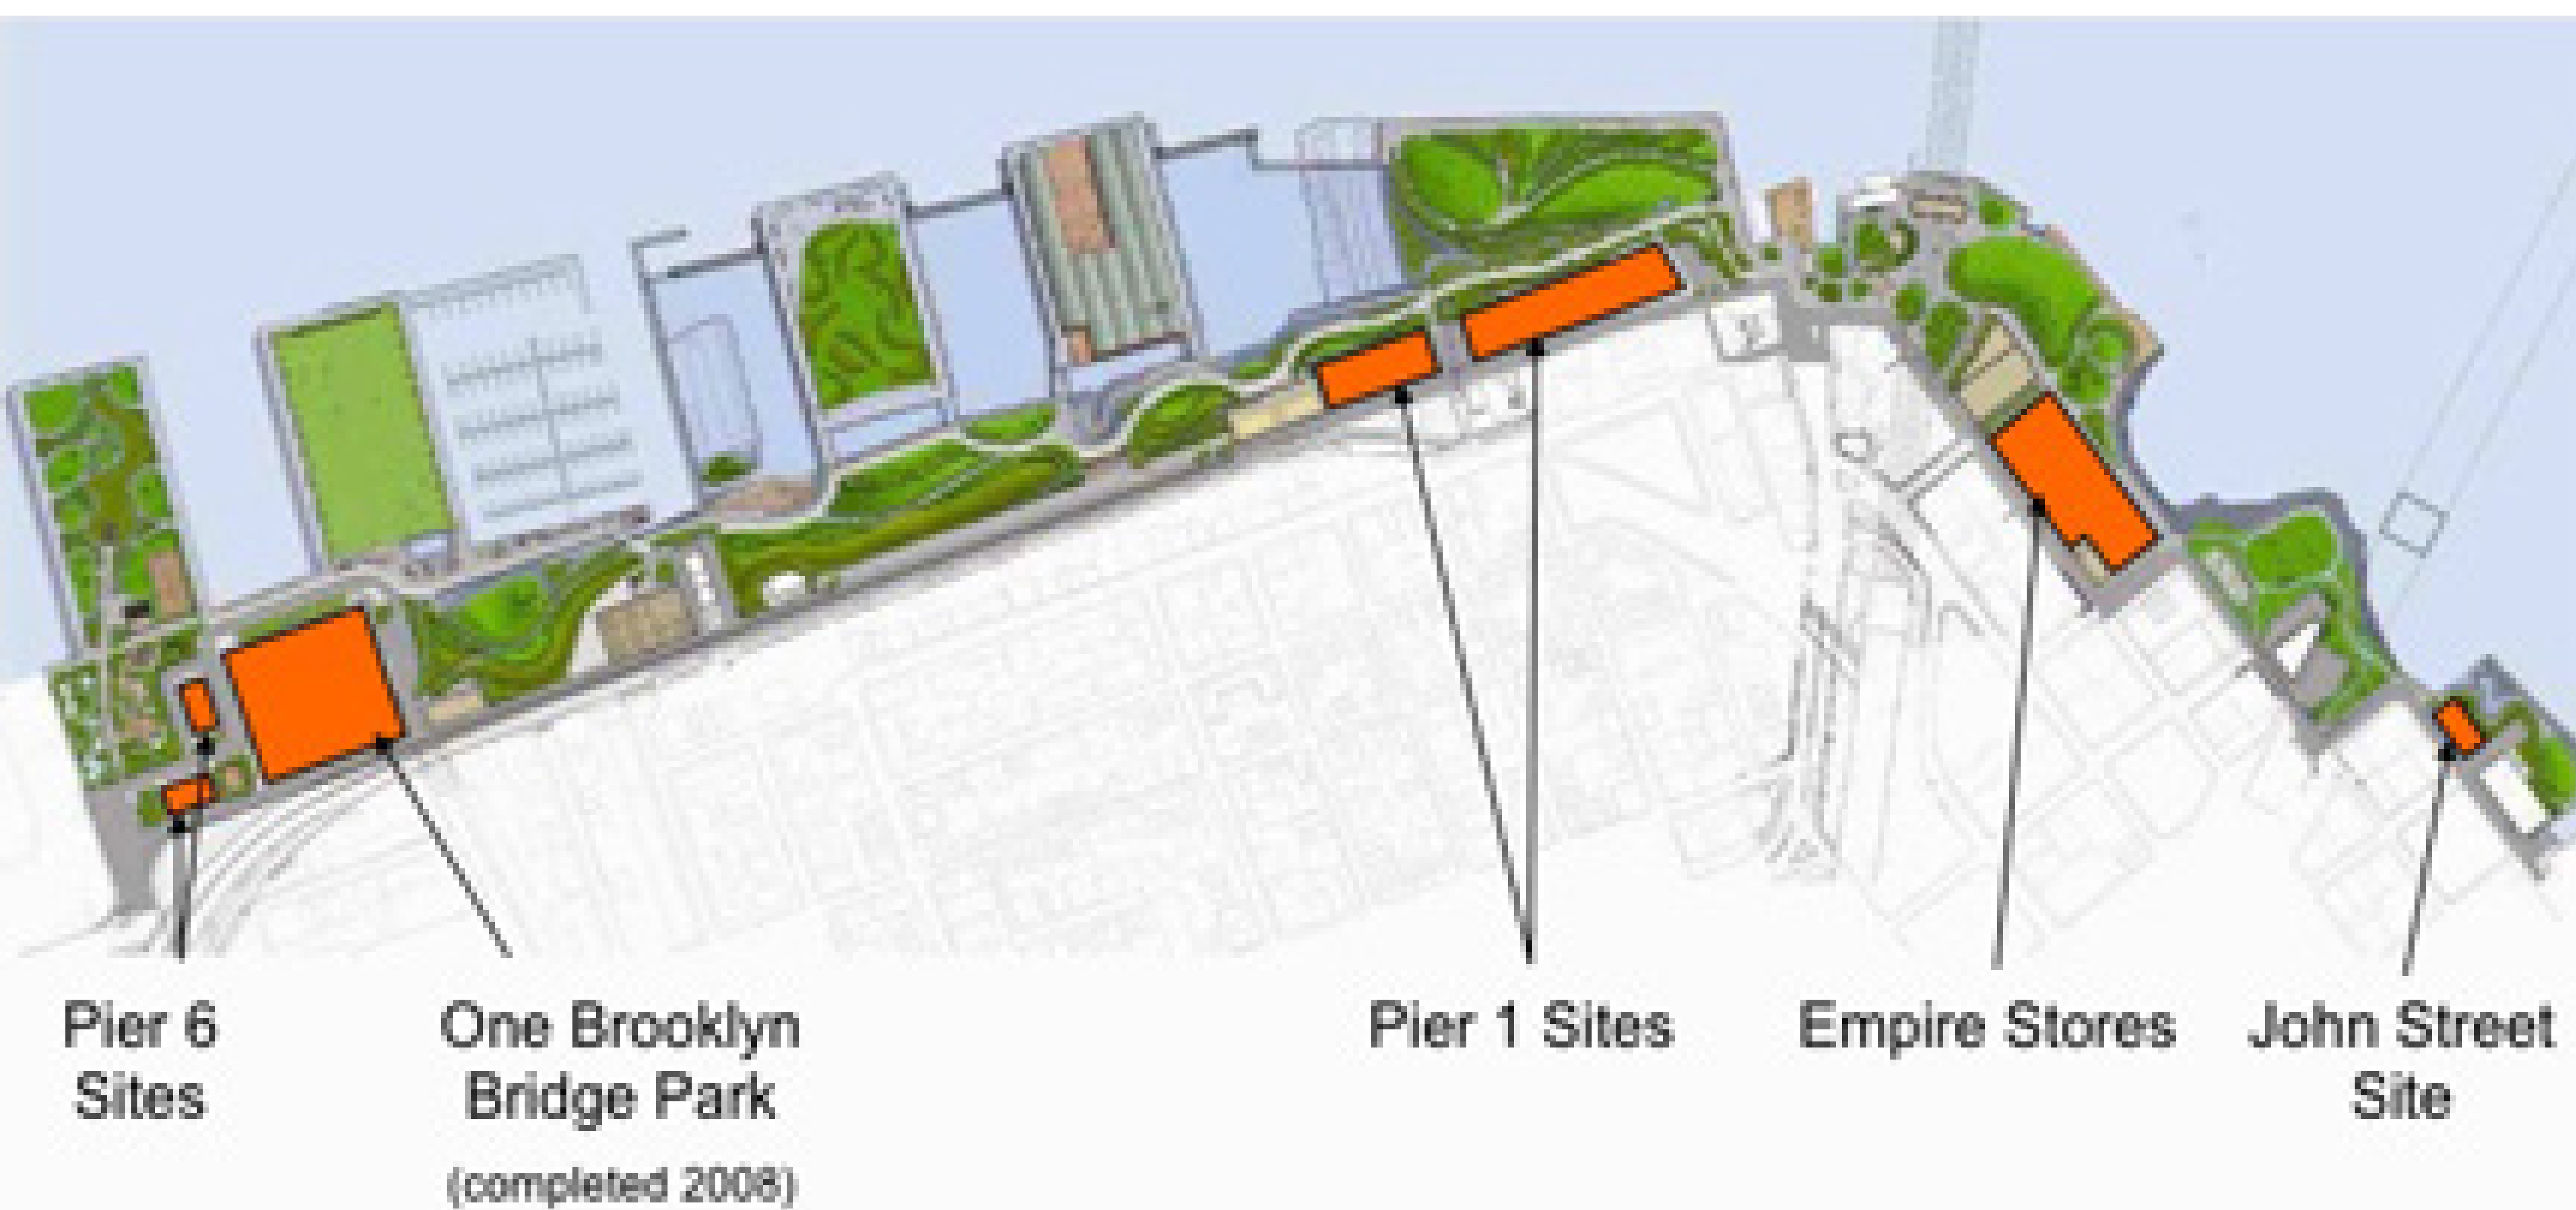 Pier 6
Sites
One Brooklyn
Bridge Park
(completed 2008)
Pier 1 Sites
Empire Stores
John Street
Site